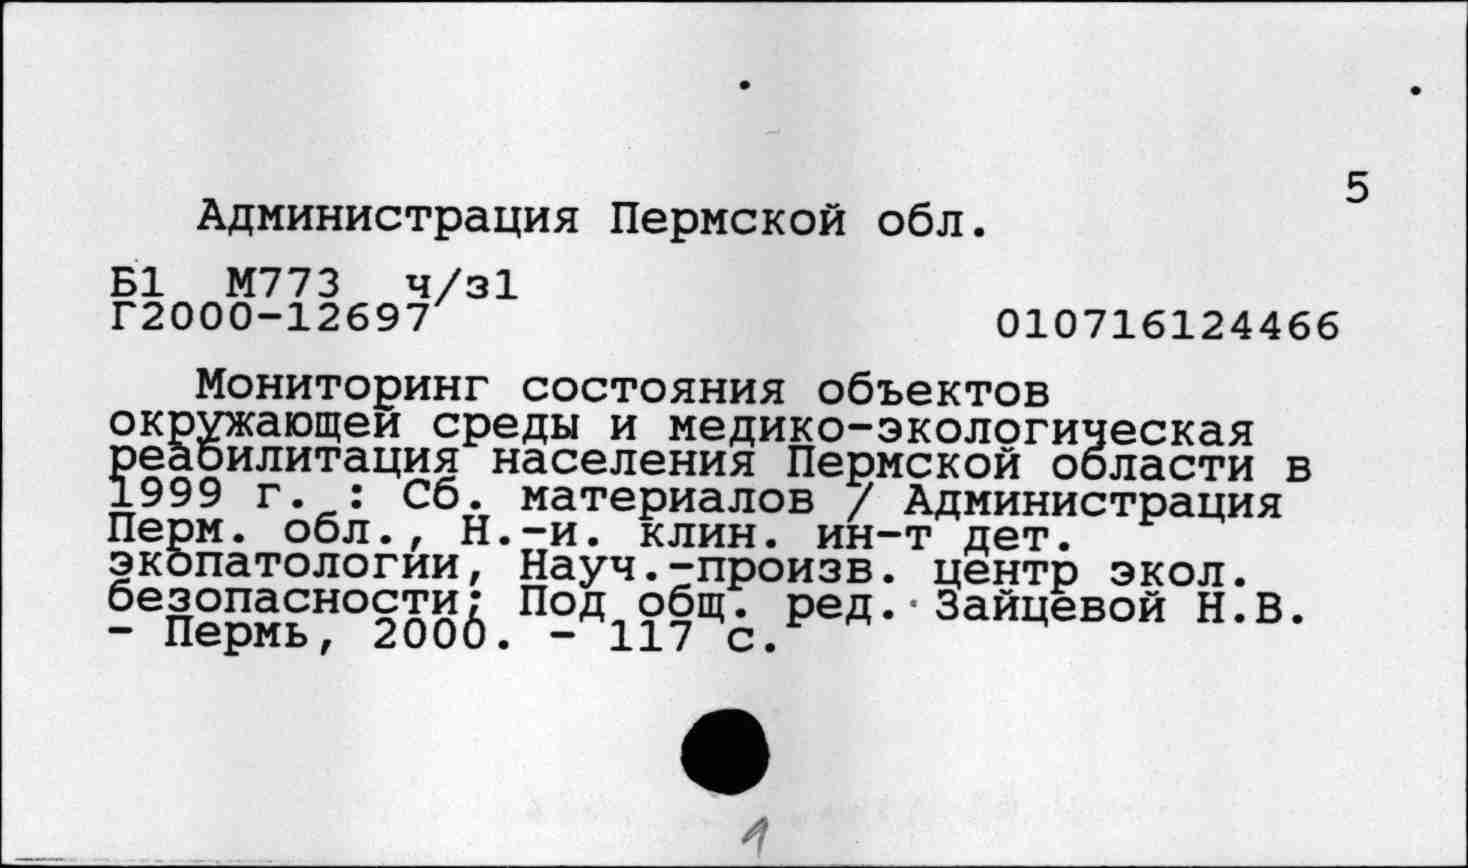 5
Администрация Пермской обл.
Б1 М773 ч/з1
Г2000-12697
010716124466
Мониторинг состояния объектов
окружающей среды и медико-экологическая
реабилитация населения Пермской области в
1999 г. : Сб. материалов / Администрация
Перм. обл., Н.-и. клин. ин-т дет.
экопатологии, Науч.-произв. центр экол.
безопасности; Под общ. ред. Зайцевой Н.В.
- Пермь, 2000. - 117 с.
1